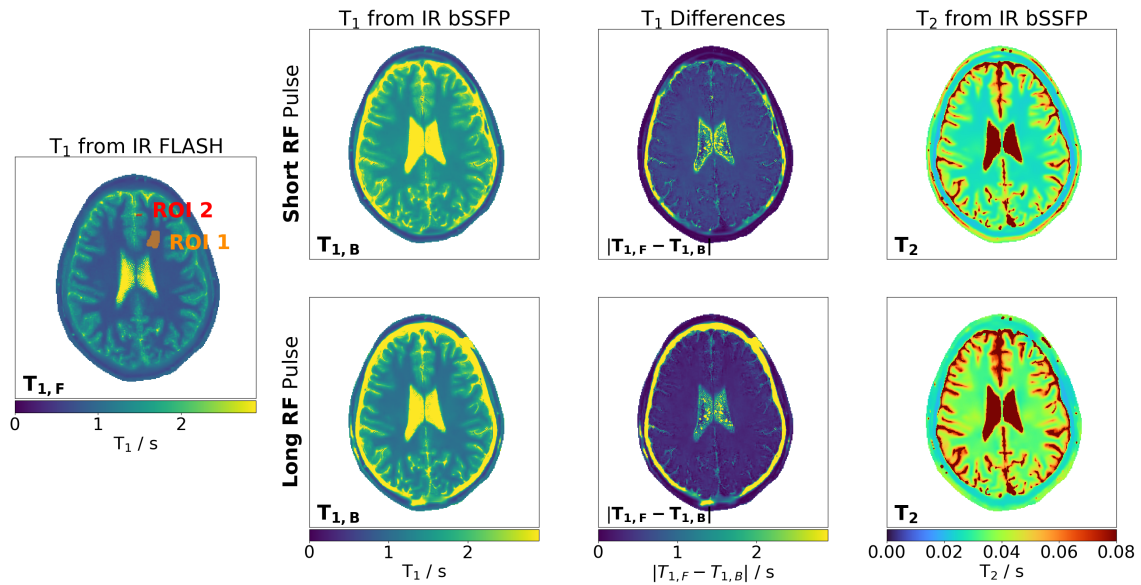 T₁ from IR bSSFP
T₁ Differences
T₂ from IR bSSFP
Short RF Pulse
T₁,B
|T₁,F − T₁,B|
T₂
T₁ from IR FLASH
ROI 2
ROI 1
T₁,F
0 1 2
T₁ / s
Long RF Pulse
T₁,B
|T₁,F − T₁,B|
T₂
0 1 2
T₁ / s
0 1 2
|T₁,F − T₁,B| / s
0.00 0.02 0.04 0.06 0.08
T₂ / s